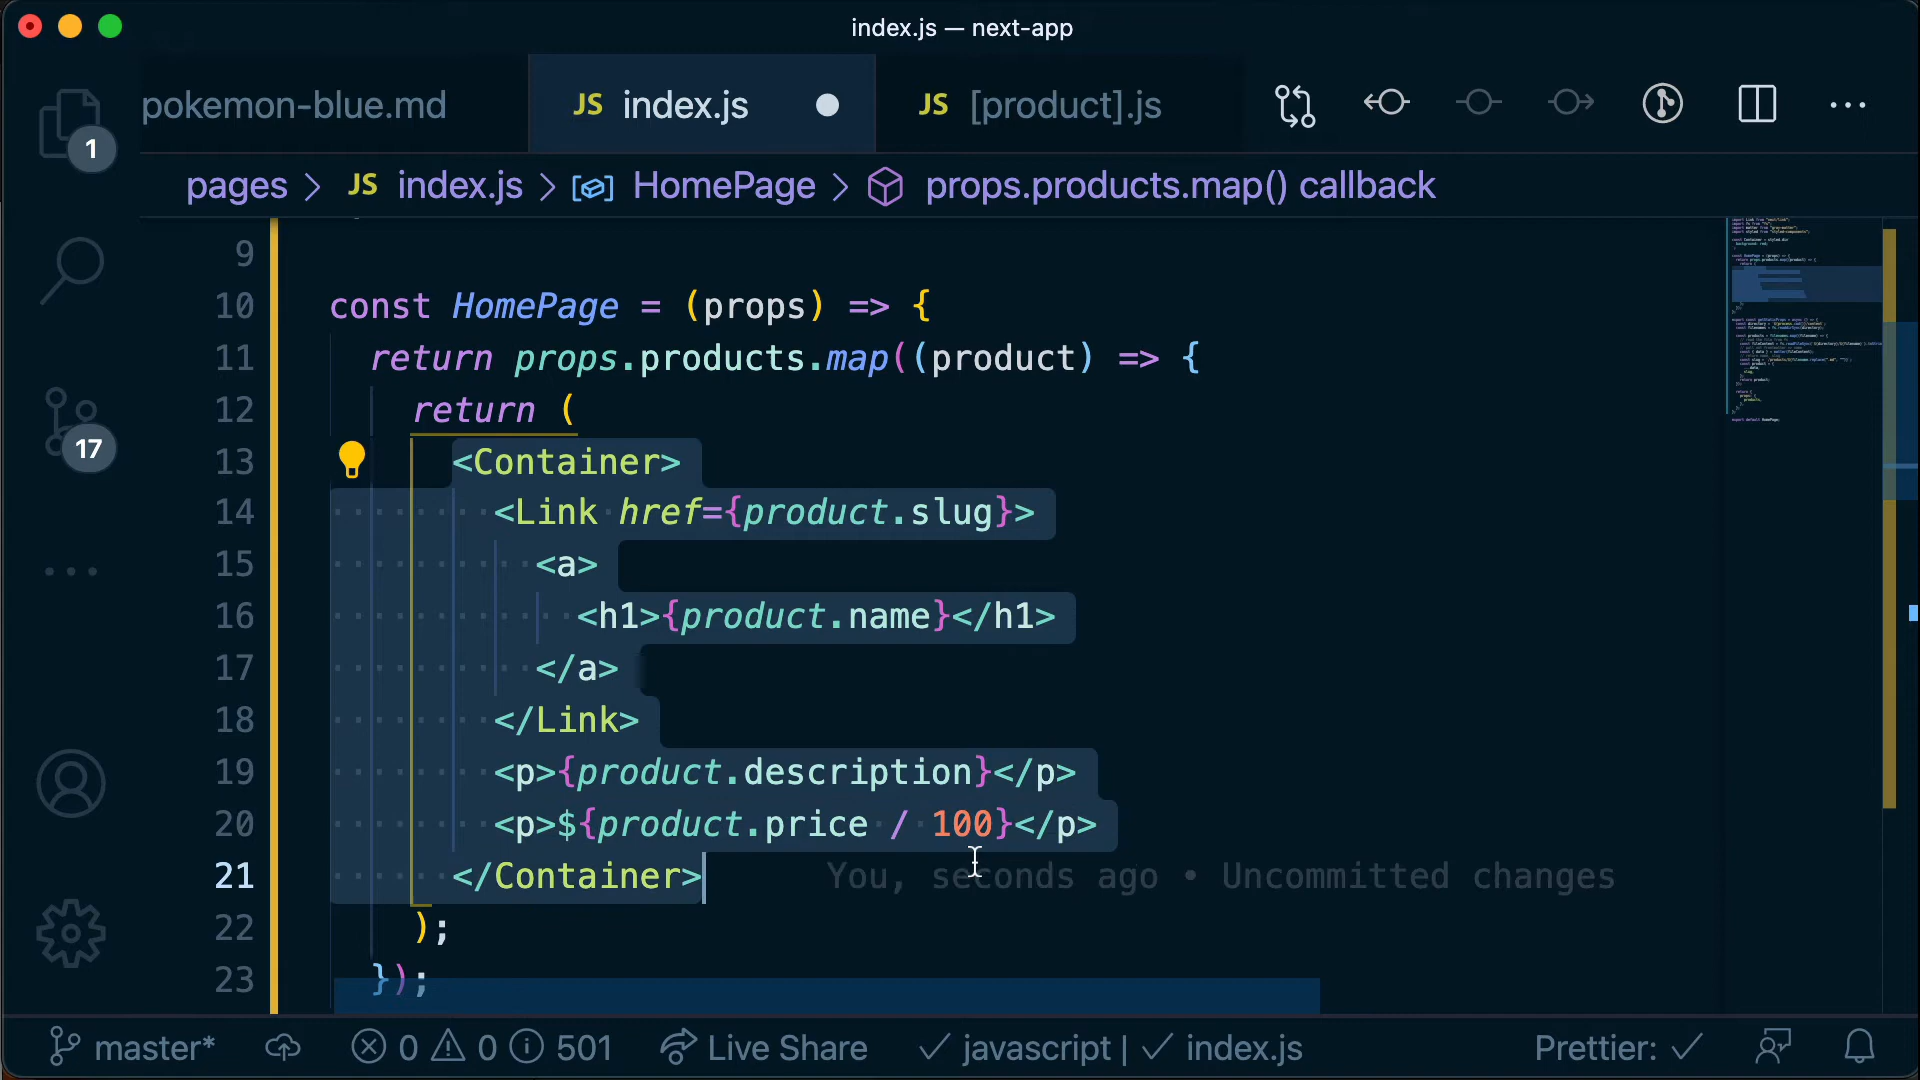 index.js — next-app
pokemon-blue.md
JS index.js
JS [product].js
1
pages > JS index.js > HomePage > props.products.map() callback
9
10 const HomePage = (props) => {
11 return props.products.map((product) => {
12 return (
13 <Container>
14 <Link href={product.slug}>
15 <a>
16 <h1>{product.name}</h1>
17 </a>
18 </Link>
19 <p>{product.description}</p>
20 <p>${product.price / 100}</p>
21 </Container> You, seconds ago • Uncommitted changes
22 );
23 });
17
master* 0 0 501 Live Share javascript | index.js Prettier: